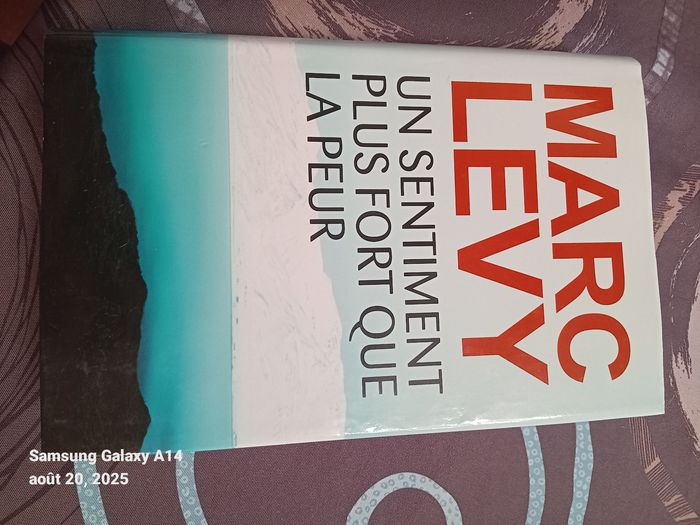 MARC
LEVY
UN SENTIMENT
PLUS FORT QUE
LA PEUR
Samsung Galaxy A14
août 20, 2025